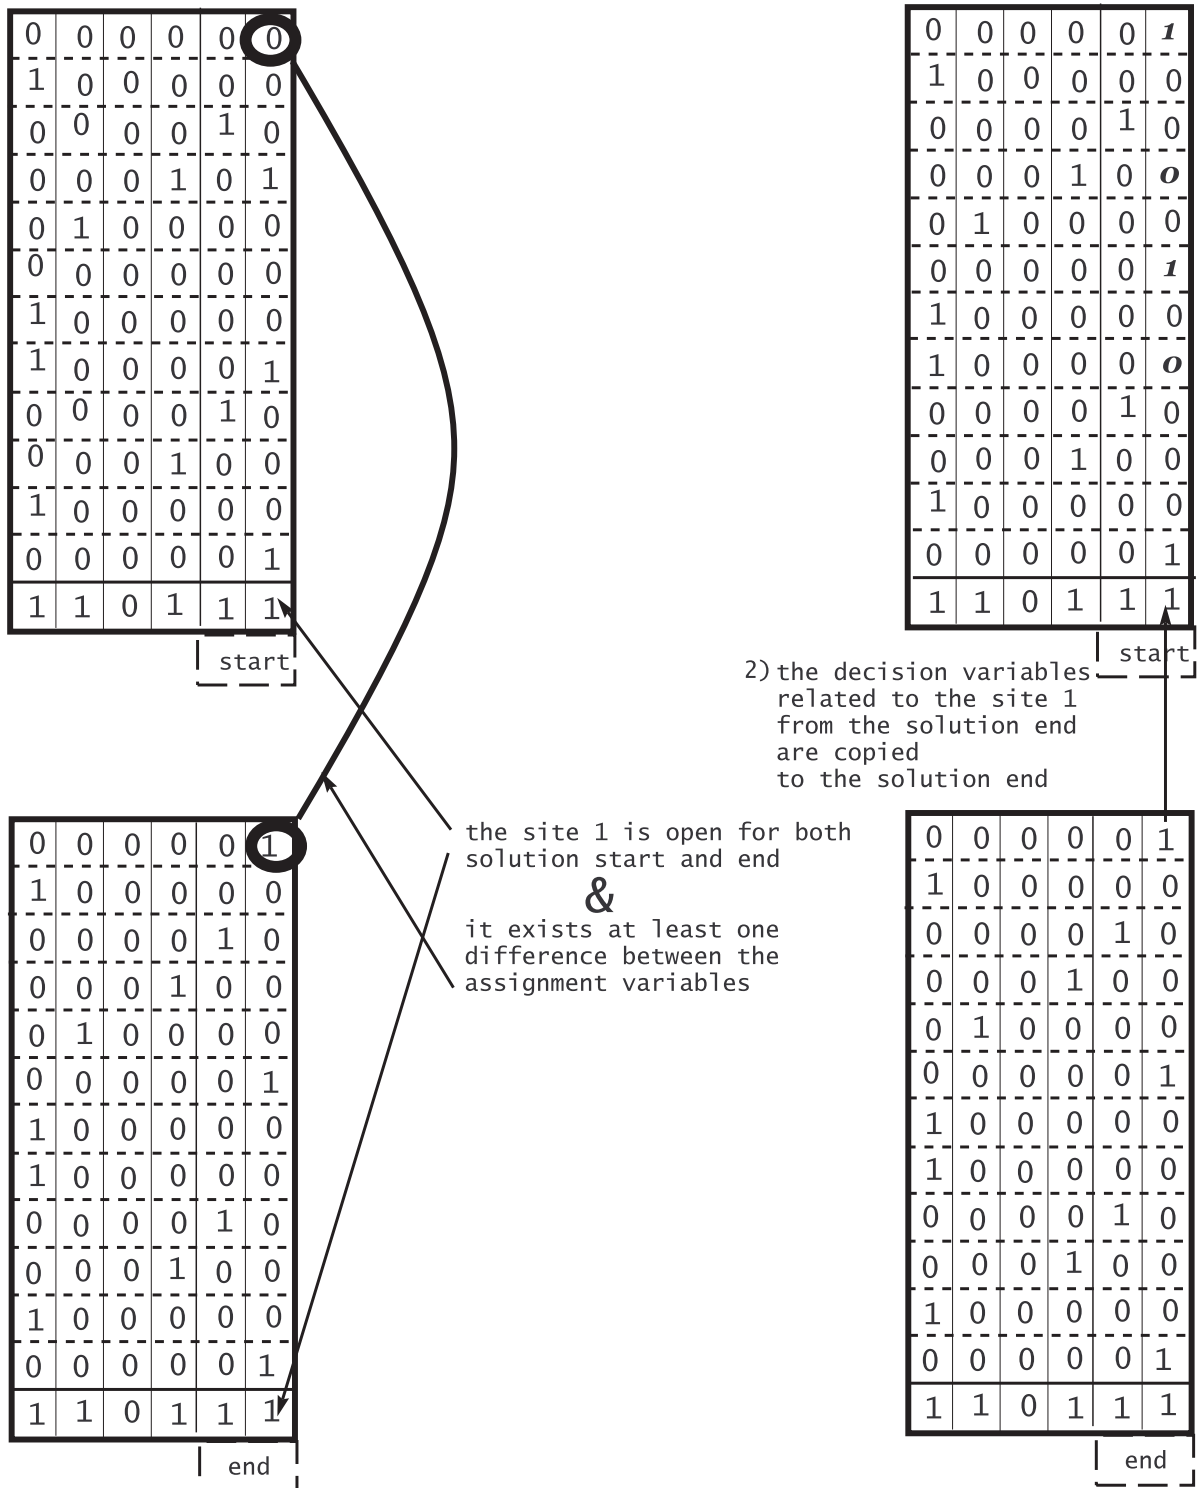 0 0 0 0 0 0
1 0 0 0 0 0
0 0 0 0 1 0
0 0 0 1 0 1
0 1 0 0 0 0
0 0 0 0 0 0
1 0 0 0 0 0
1 0 0 0 0 1
0 0 0 0 1 0
0 0 0 1 0 0
1 0 0 0 0 0
0 0 0 0 0 1
1 1 0 1 1 1
start
0 0 0 0 0 1
1 0 0 0 0 0
0 0 0 0 1 0
0 0 0 1 0 0
0 1 0 0 0 0
0 0 0 0 0 1
1 0 0 0 0 0
1 0 0 0 0 0
0 0 0 0 1 0
0 0 0 1 0 0
1 0 0 0 0 0
0 0 0 0 0 1
1 1 0 1 1 1
start
2) the decision variables
related to the site 1
from the solution end
are copied
to the solution end
0 0 0 0 0 1
1 0 0 0 0 0
0 0 0 0 1 0
0 0 0 1 0 0
0 1 0 0 0 0
0 0 0 0 0 1
1 0 0 0 0 0
1 0 0 0 0 0
0 0 0 0 1 0
0 0 0 1 0 0
1 0 0 0 0 0
0 0 0 0 0 1
1 1 0 1 1 1
end
the site 1 is open for both
solution start and end
&
it exists at least one
difference between the
assignment variables
0 0 0 0 0 1
1 0 0 0 0 0
0 0 0 0 1 0
0 0 0 1 0 0
0 1 0 0 0 0
0 0 0 0 0 1
1 0 0 0 0 0
1 0 0 0 0 0
0 0 0 0 1 0
0 0 0 1 0 0
1 0 0 0 0 0
0 0 0 0 0 1
1 1 0 1 1 1
end